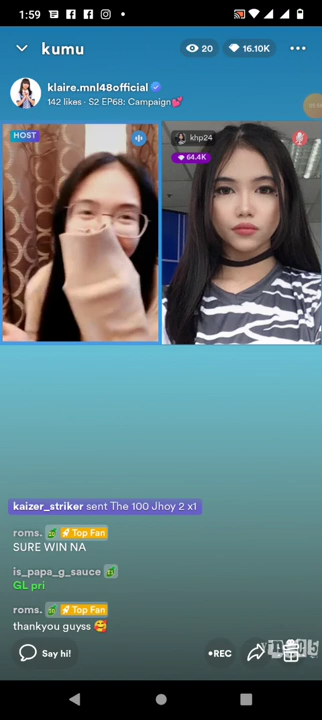 1:59
kumu
20
16.10K
klaire.mnl48official
142 likes · S2 EP68: Campaign💕
HOST
khp24
64.4K
kaizer_striker sent The 100 Jhoy 2 x1
roms. Top Fan
SURE WIN NA
is_papa_g_sauce
GL pri
roms. Top Fan
thankyou guyss 🥰
Say hi!
•REC